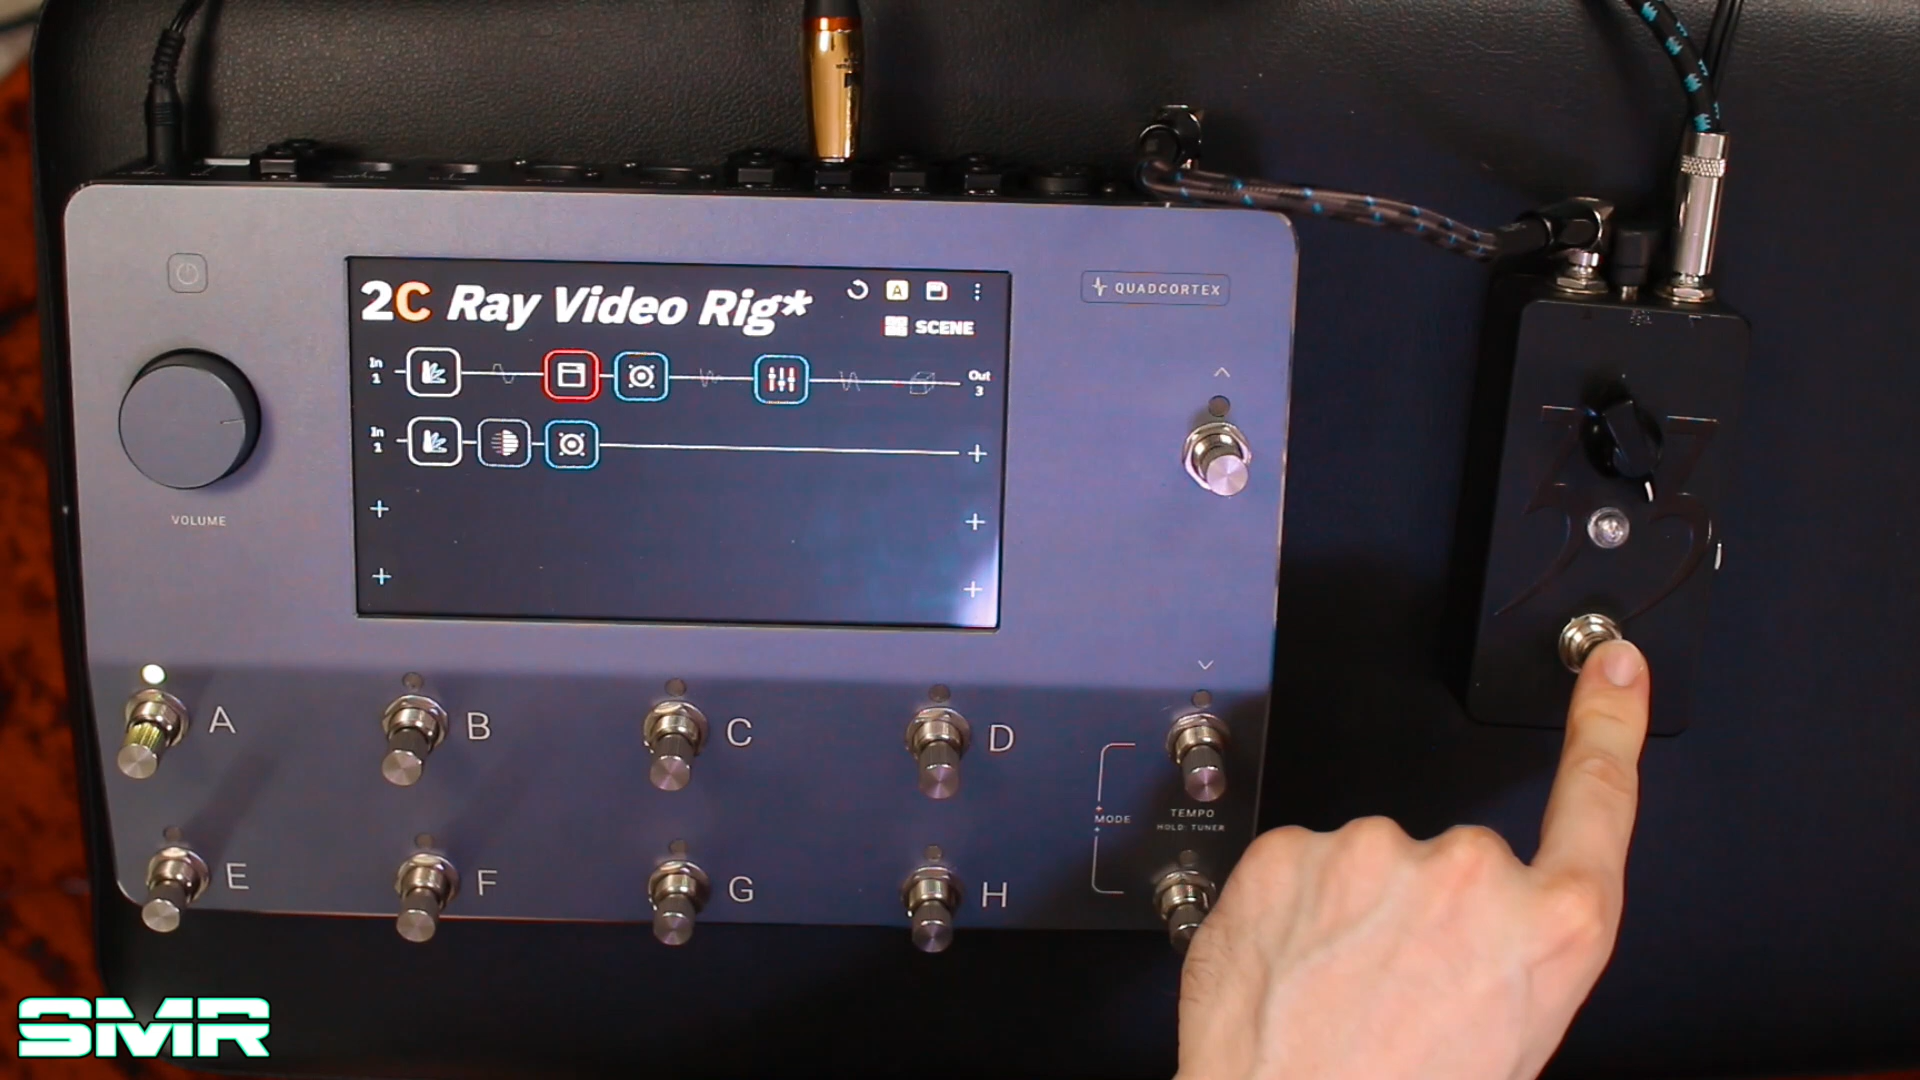 2C Ray Video Rig*
A
SCENE
In
1
Out
3
In
1
QUADCORTEX
VOLUME
A
B
C
D
MODE
TEMPO
HOLD: TUNER
E
F
G
H
SMR